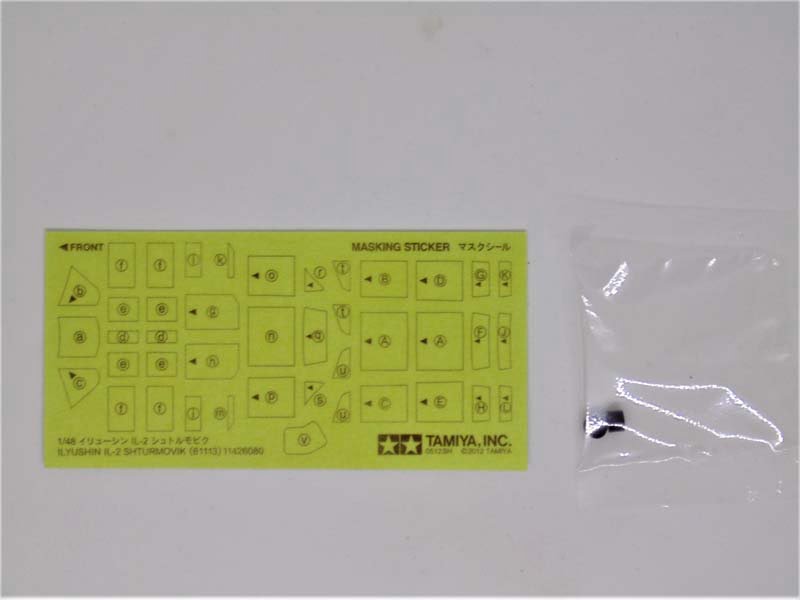 ◀FRONT
MASKING STICKER マスクシール
f f i k o r t B D G K
b
e e g
a d d n q t A A F J
e e h u
c
f f j m p s u C E H L
v
1/48 イリューシン IL-2 シュトルモビク
ILYUSHIN IL-2 SHTURMOVIK (61113) 11426080
TAMIYA, INC.
0512SH ©2012 TAMIYA